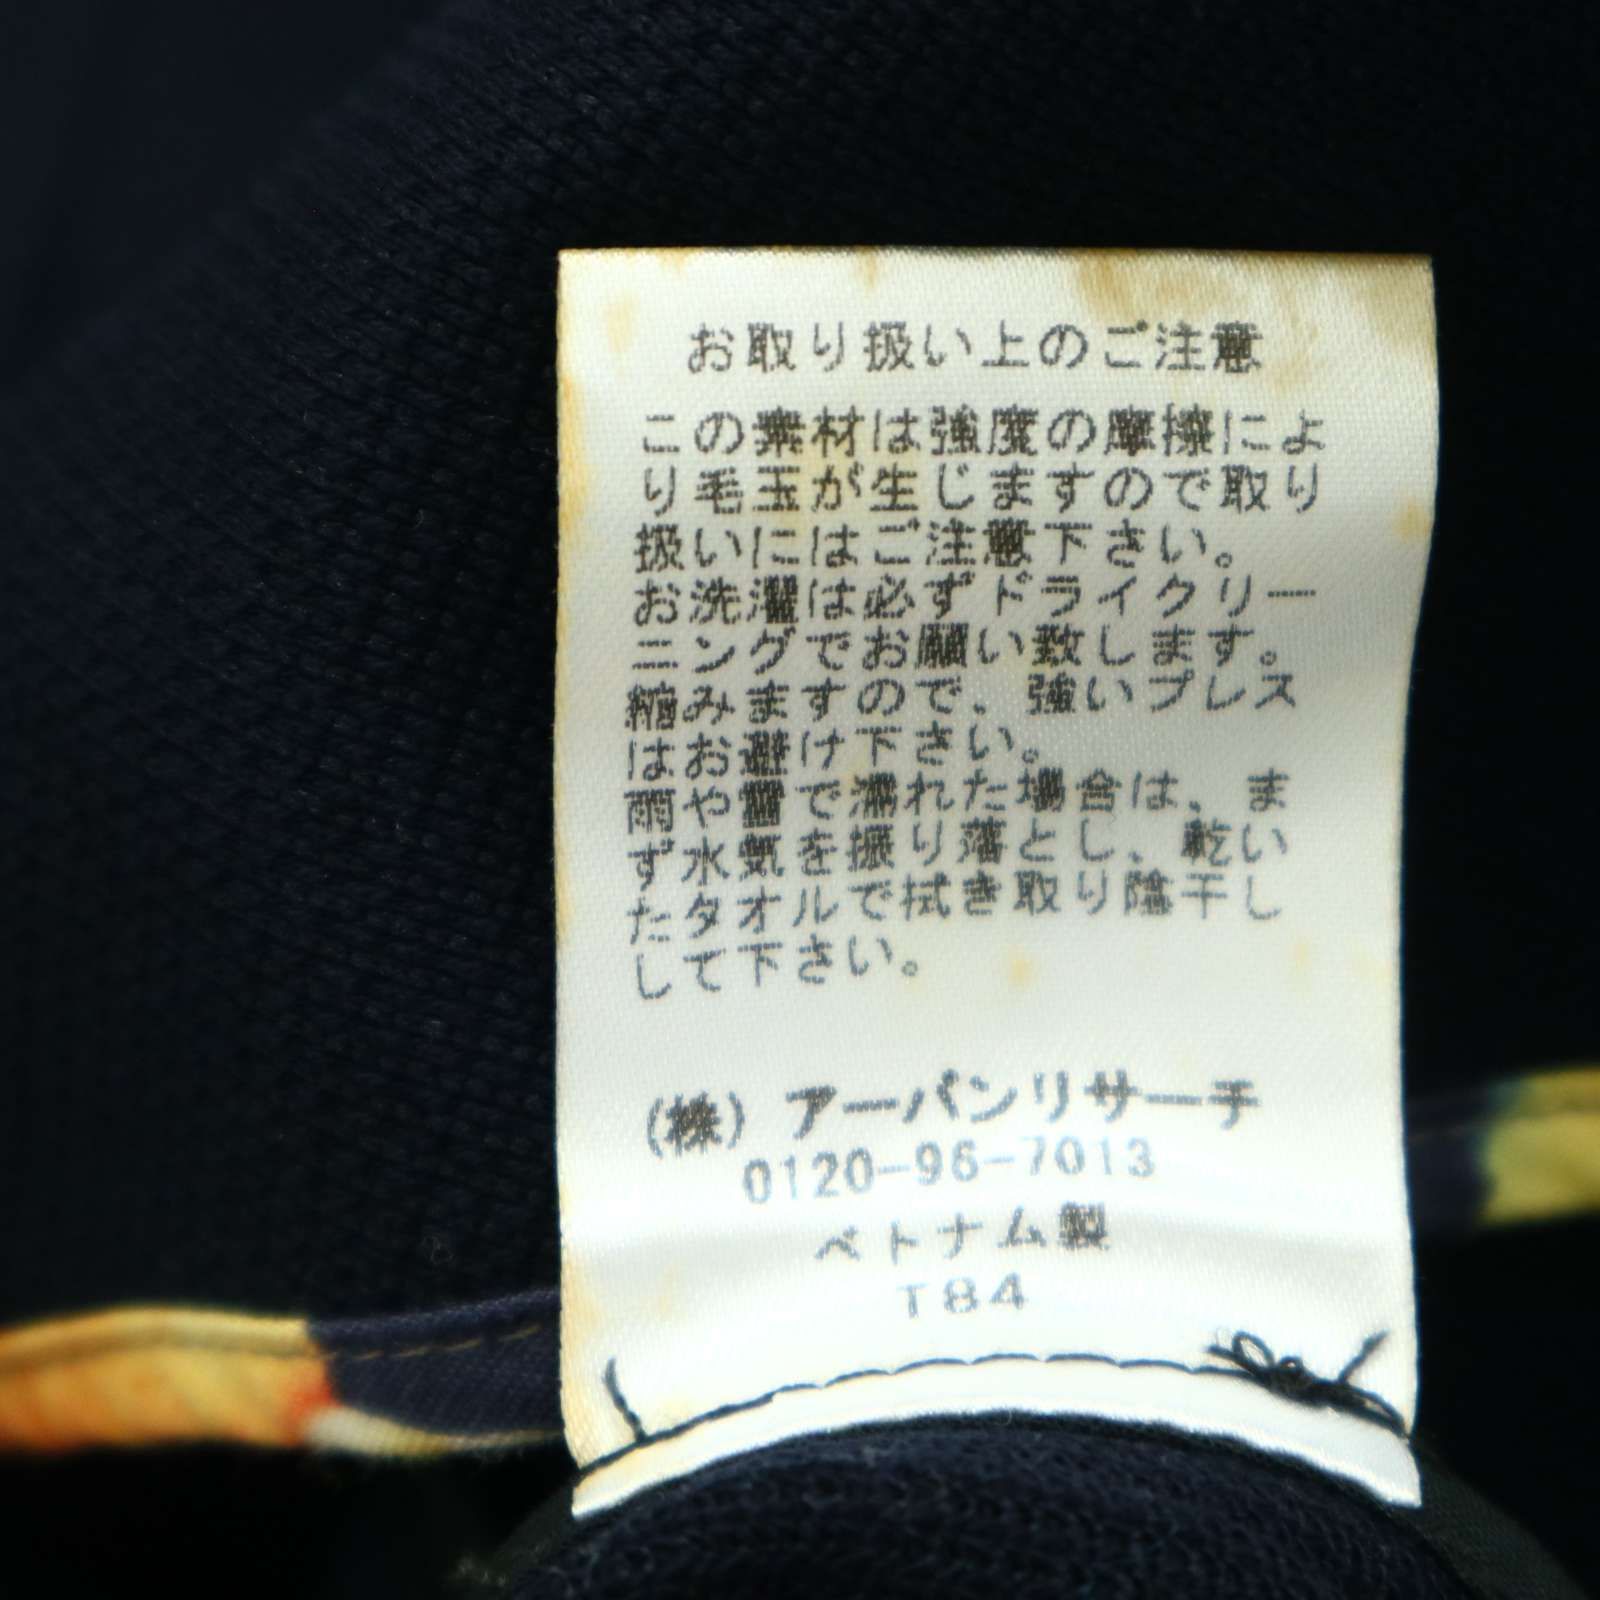 お取り扱い上のご注意
この素材は強度の摩擦によ
り毛玉が生じますので取り
扱いにはご注意下さい。
お洗濯は必ずドライクリー
ニングでお願い致します。
縮みますので、強いプレス
はお避け下さい。
雨や雪で濡れた場合は、ま
ず水気を振り落とし、乾い
たタオルで拭き取り陰干し
して下さい。
(株) アーバンリサーチ
0120-96-7013
ベトナム製
T84